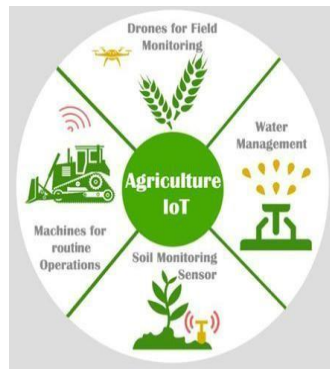 Drones for Field
Monitoring
Water
Management
Agriculture
IoT
Machines for
routine
Operations
Soil Monitoring
Sensor